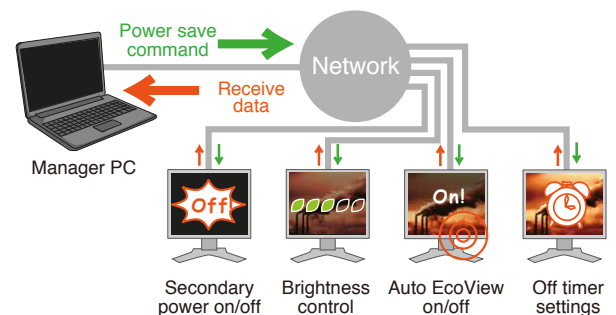 Power save
command
Network
Receive
data
Manager PC
Off
On!
Secondary
power on/off
Brightness
control
Auto EcoView
on/off
Off timer
settings